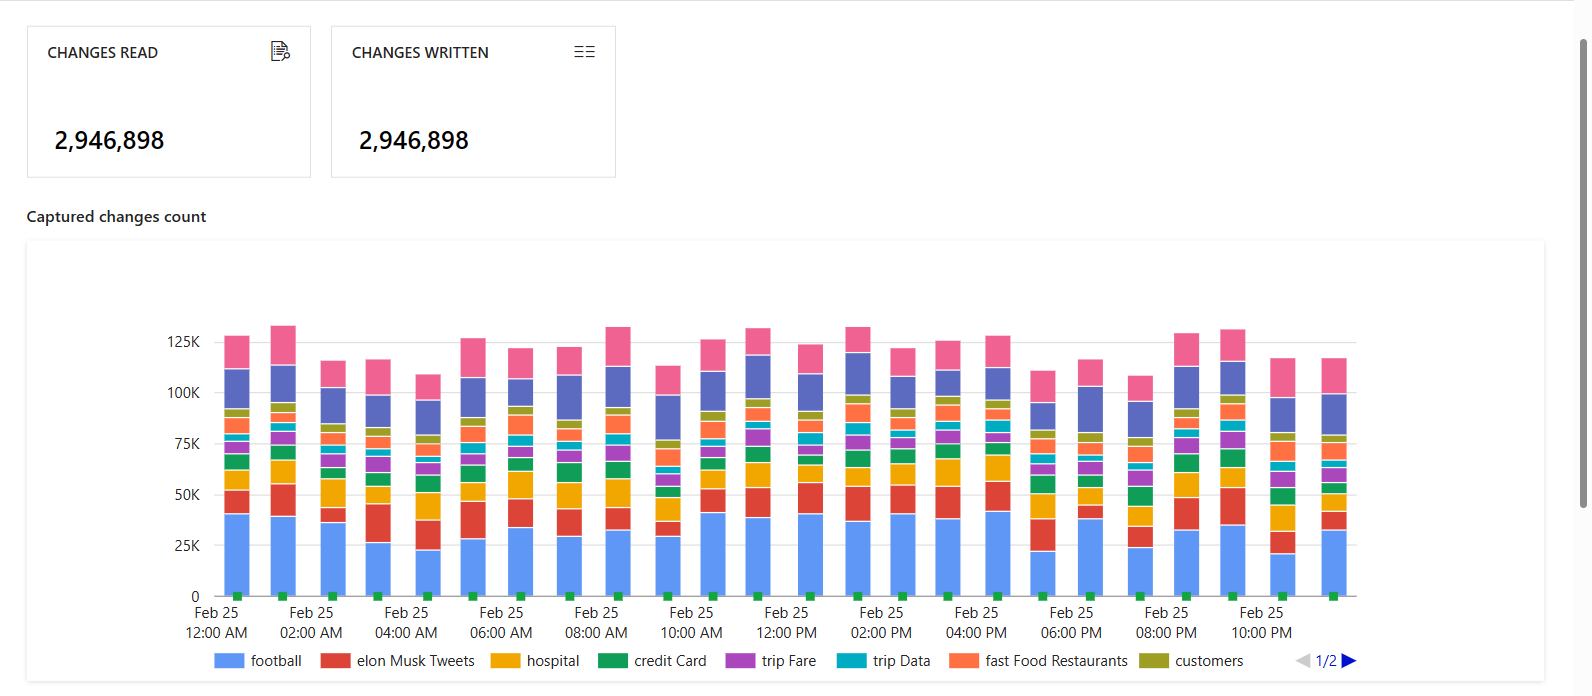 CHANGES READ
CHANGES WRITTEN
2,946,898
2,946,898
Captured changes count
125K
100K
75K
50K
25K
0
Feb 25 Feb 25 Feb 25 Feb 25 Feb 25 Feb 25 Feb 25 Feb 25 Feb 25 Feb 25 Feb 25 Feb 25
12:00 AM 02:00 AM 04:00 AM 06:00 AM 08:00 AM 10:00 AM 12:00 PM 02:00 PM 04:00 PM 06:00 PM 08:00 PM 10:00 PM
football elon Musk Tweets hospital credit Card trip Fare trip Data fast Food Restaurants customers 1/2